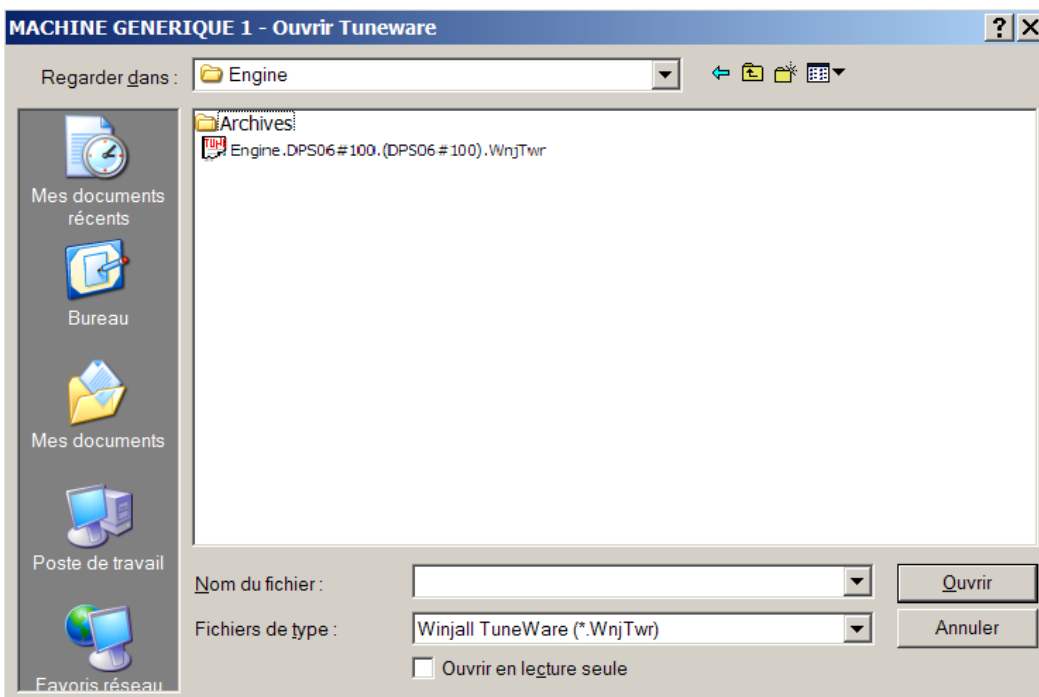 MACHINE GENERIQUE 1 - Ouvrir Tuneware
Regarder dans :
Engine
Archives
Engine.DPS06#100.(DPS06#100).WnjTwr
Mes documents
récents
Bureau
Mes documents
Poste de travail
Favoris réseau
Nom du fichier :
Ouvrir
Fichiers de type :
Winjall TuneWare (*.WnjTwr)
Annuler
Ouvrir en lecture seule